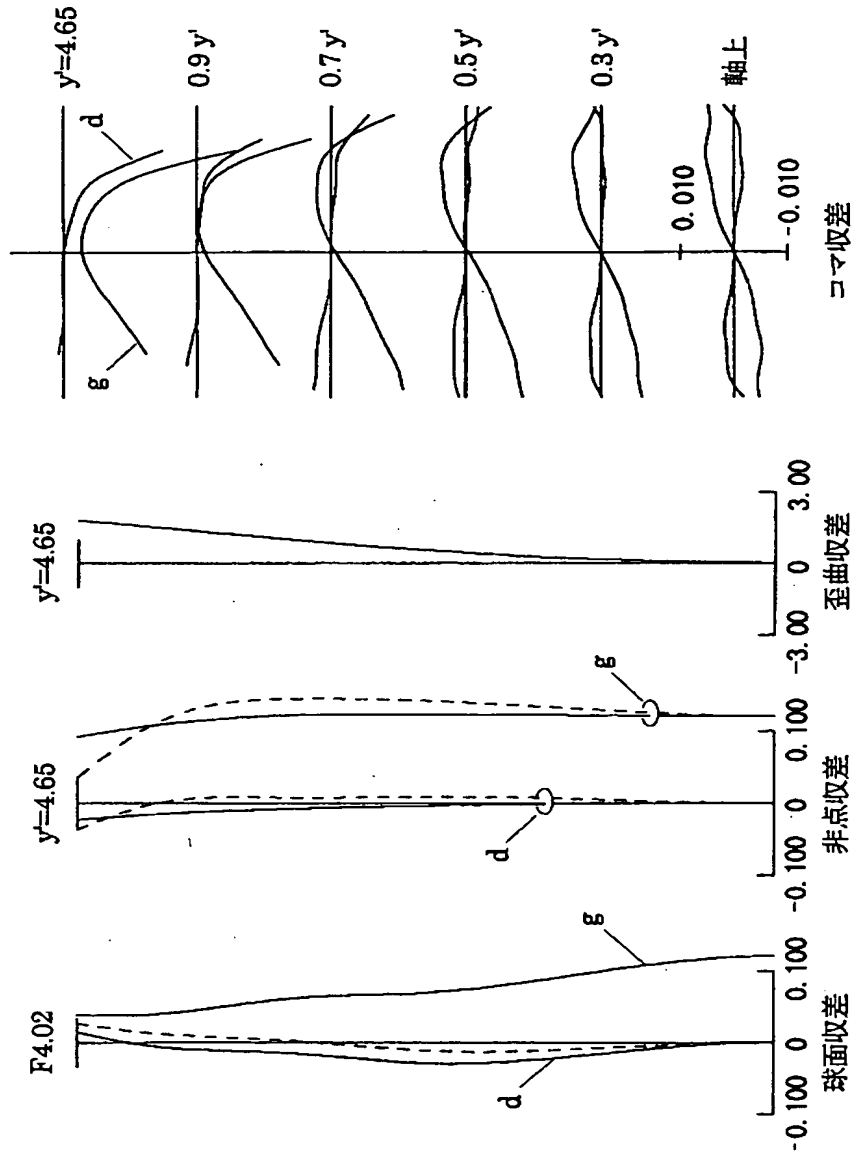 F4.02
g
d
-0.100
0
0.100
球面収差
y'=4.65
g
d
-0.100
0
0.100
非点収差
y'=4.65
-3.00
0
3.00
歪曲収差
y'=4.65
d
g
0.9 y'
0.7 y'
0.5 y'
0.3 y'
0.010
軸上
-0.010
コマ収差